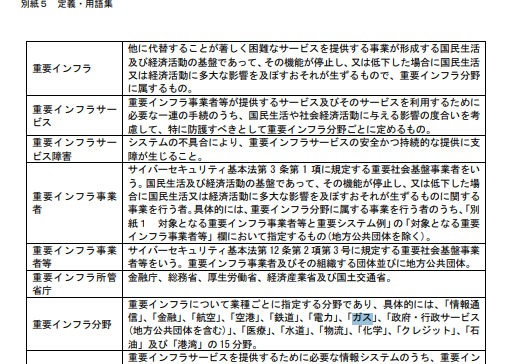 別紙５　定義・用語集
重要インフラ
他に代替することが著しく困難なサービスを提供する事業が形成する国民生活
及び経済活動の基盤であって、その機能が停止し、又は低下した場合に国民生活
又は経済活動に多大な影響を及ぼすおそれが生ずるもので、重要インフラ分野
に属するもの。
重要インフラサー
ビス
重要インフラ事業者等が提供するサービス及びそのサービスを利用するために
必要な一連の手続のうち、国民生活や社会経済活動に与える影響の度合いを考
慮して、特に防護すべきとして重要インフラ分野ごとに定めるもの。
重要インフラサー
ビス障害
システムの不具合により、重要インフラサービスの安全かつ持続的な提供に支
障が生じること。
重要インフラ事業
者
サイバーセキュリティ基本法第３条第１項に規定する重要社会基盤事業者をい
う。国民生活及び経済活動の基盤であって、その機能が停止し、又は低下した場
合に国民生活又は経済活動に多大な影響を及ぼすおそれが生ずるものに関する
事業を行う者。具体的には、重要インフラ分野に属する事業を行う者のうち、「別
紙１　対象となる重要インフラ事業者等と重要システム例」の「対象となる重要
インフラ事業者等」欄において指定するもの（地方公共団体を除く）。
重要インフラ事業
者等
サイバーセキュリティ基本法第12条第２項第３号に規定する重要社会基盤事業
者等をいう。重要インフラ事業者及びその組織する団体並びに地方公共団体。
重要インフラ所管
省庁
金融庁、総務省、厚生労働省、経済産業省及び国土交通省。
重要インフラ分野
重要インフラについて業種ごとに指定する分野であり、具体的には、「情報通
信」、「金融」、「航空」、「空港」、「鉄道」、「電力」、「ガス」、「政府・行政サービス
（地方公共団体を含む）」、「医療」、「水道」、「物流」、「化学」、「クレジット」、「石
油」及び「港湾」の15分野。
重要インフラサービスを提供するために必要な情報システムのうち、重要イン